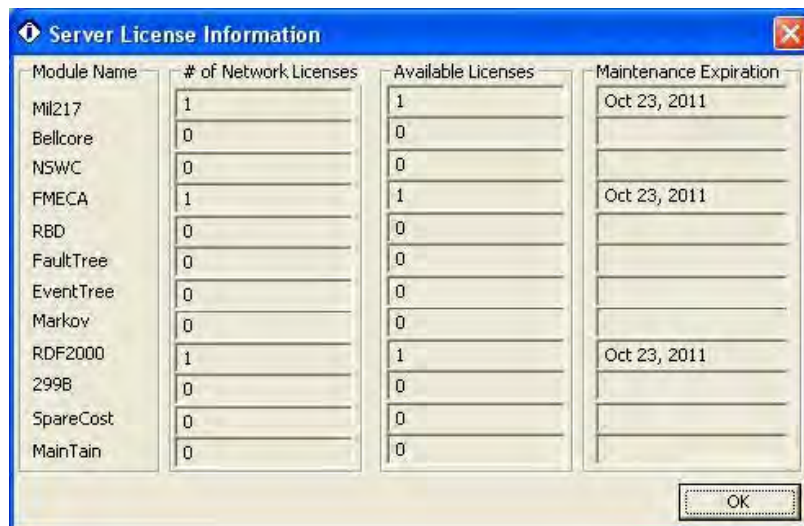 Server License Information
Module Name # of Network Licenses Available Licenses Maintenance Expiration
Mil217 1 1 Oct 23, 2011
Bellcore 0 0
NSWC 0 0
FMECA 1 1 Oct 23, 2011
RBD 0 0
FaultTree 0 0
EventTree 0 0
Markov 0 0
RDF2000 1 1 Oct 23, 2011
299B 0 0
SpareCost 0 0
MainTain 0 0
OK